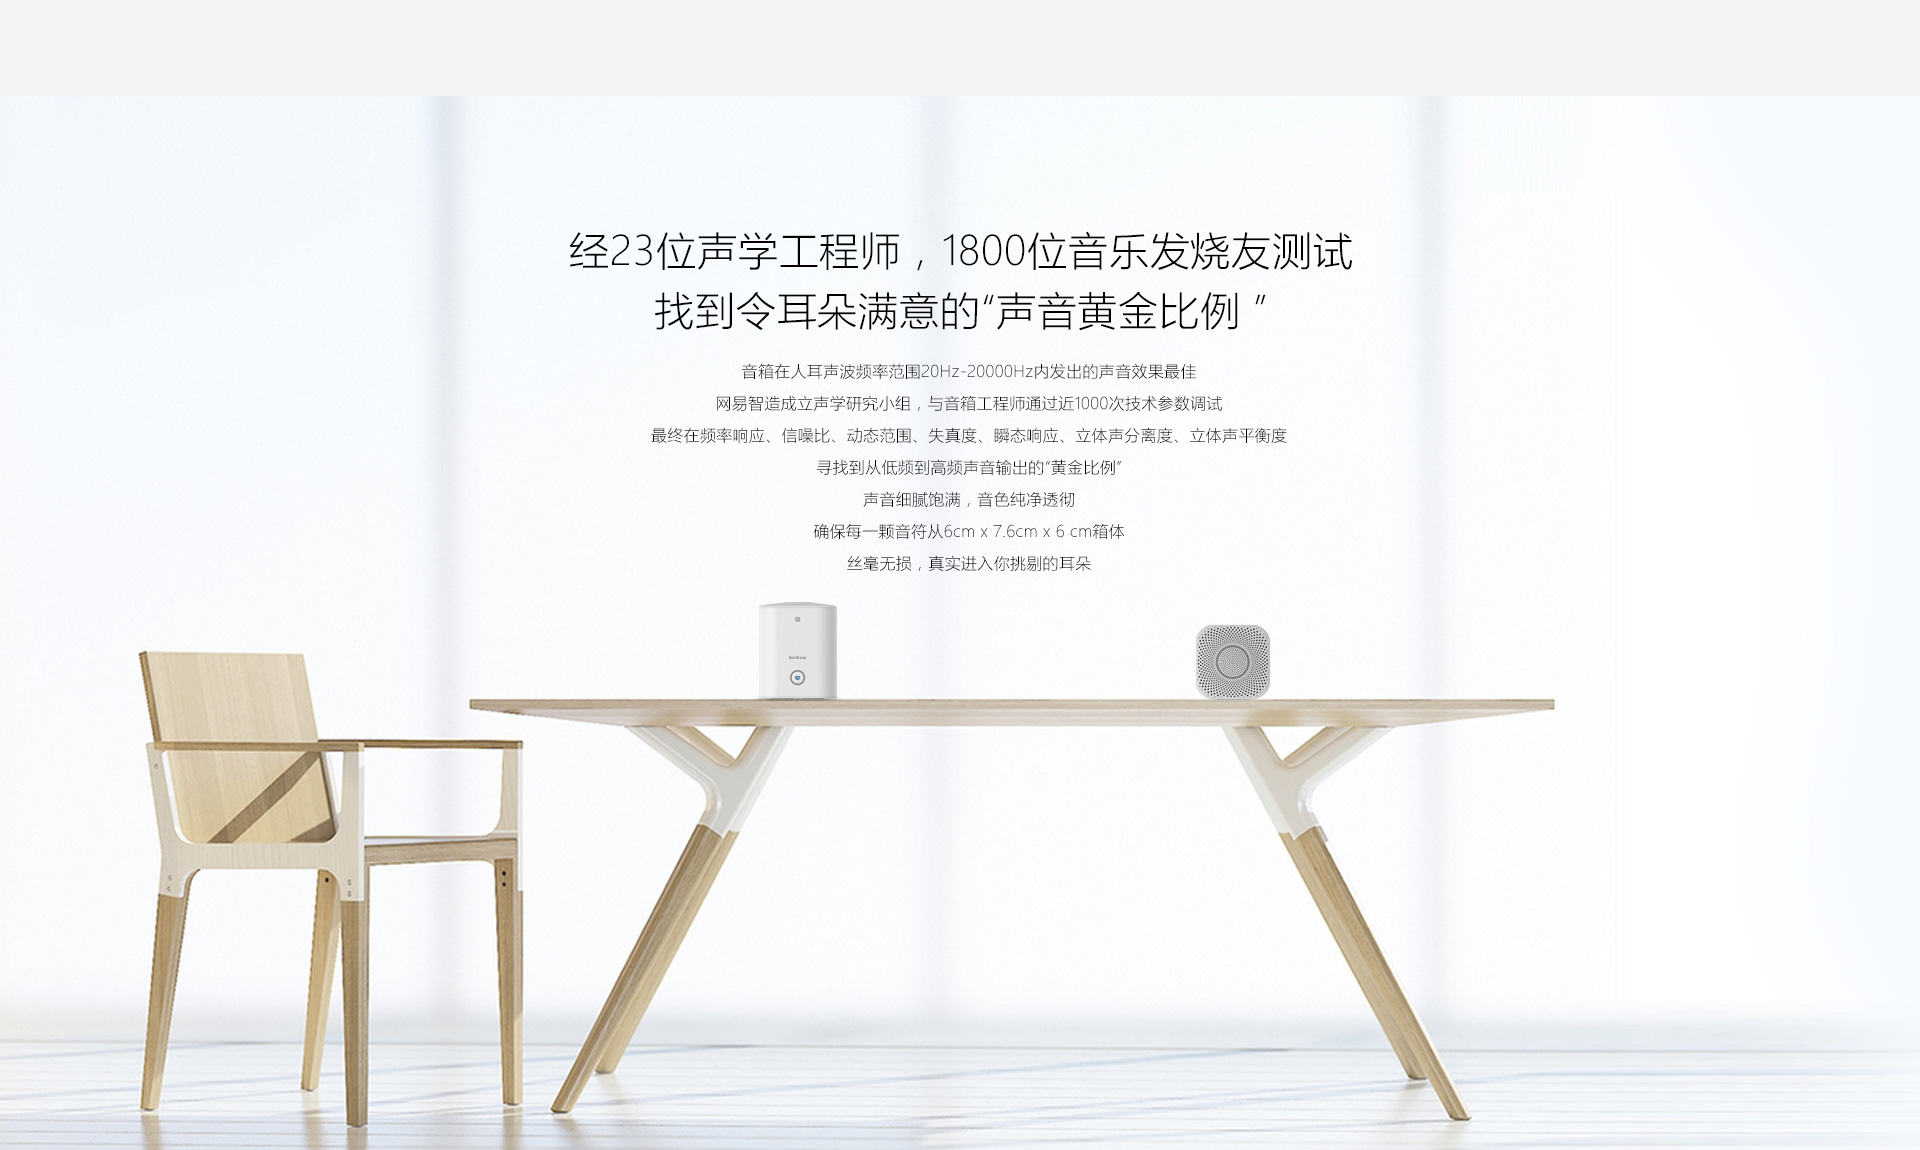 经23位声学工程师，1800位音乐发烧友测试
找到令耳朵满意的“声音黄金比例 ”
音箱在人耳声波频率范围20Hz-20000Hz内发出的声音效果最佳
网易智造成立声学研究小组，与音箱工程师通过近1000次技术参数调试
最终在频率响应、信噪比、动态范围、失真度、瞬态响应、立体声分离度、立体声平衡度
寻找到从低频到高频声音输出的“黄金比例”
声音细腻饱满，音色纯净透彻
确保每一颗音符从6cm x 7.6cm x 6 cm箱体
丝毫无损，真实进入你挑剔的耳朵